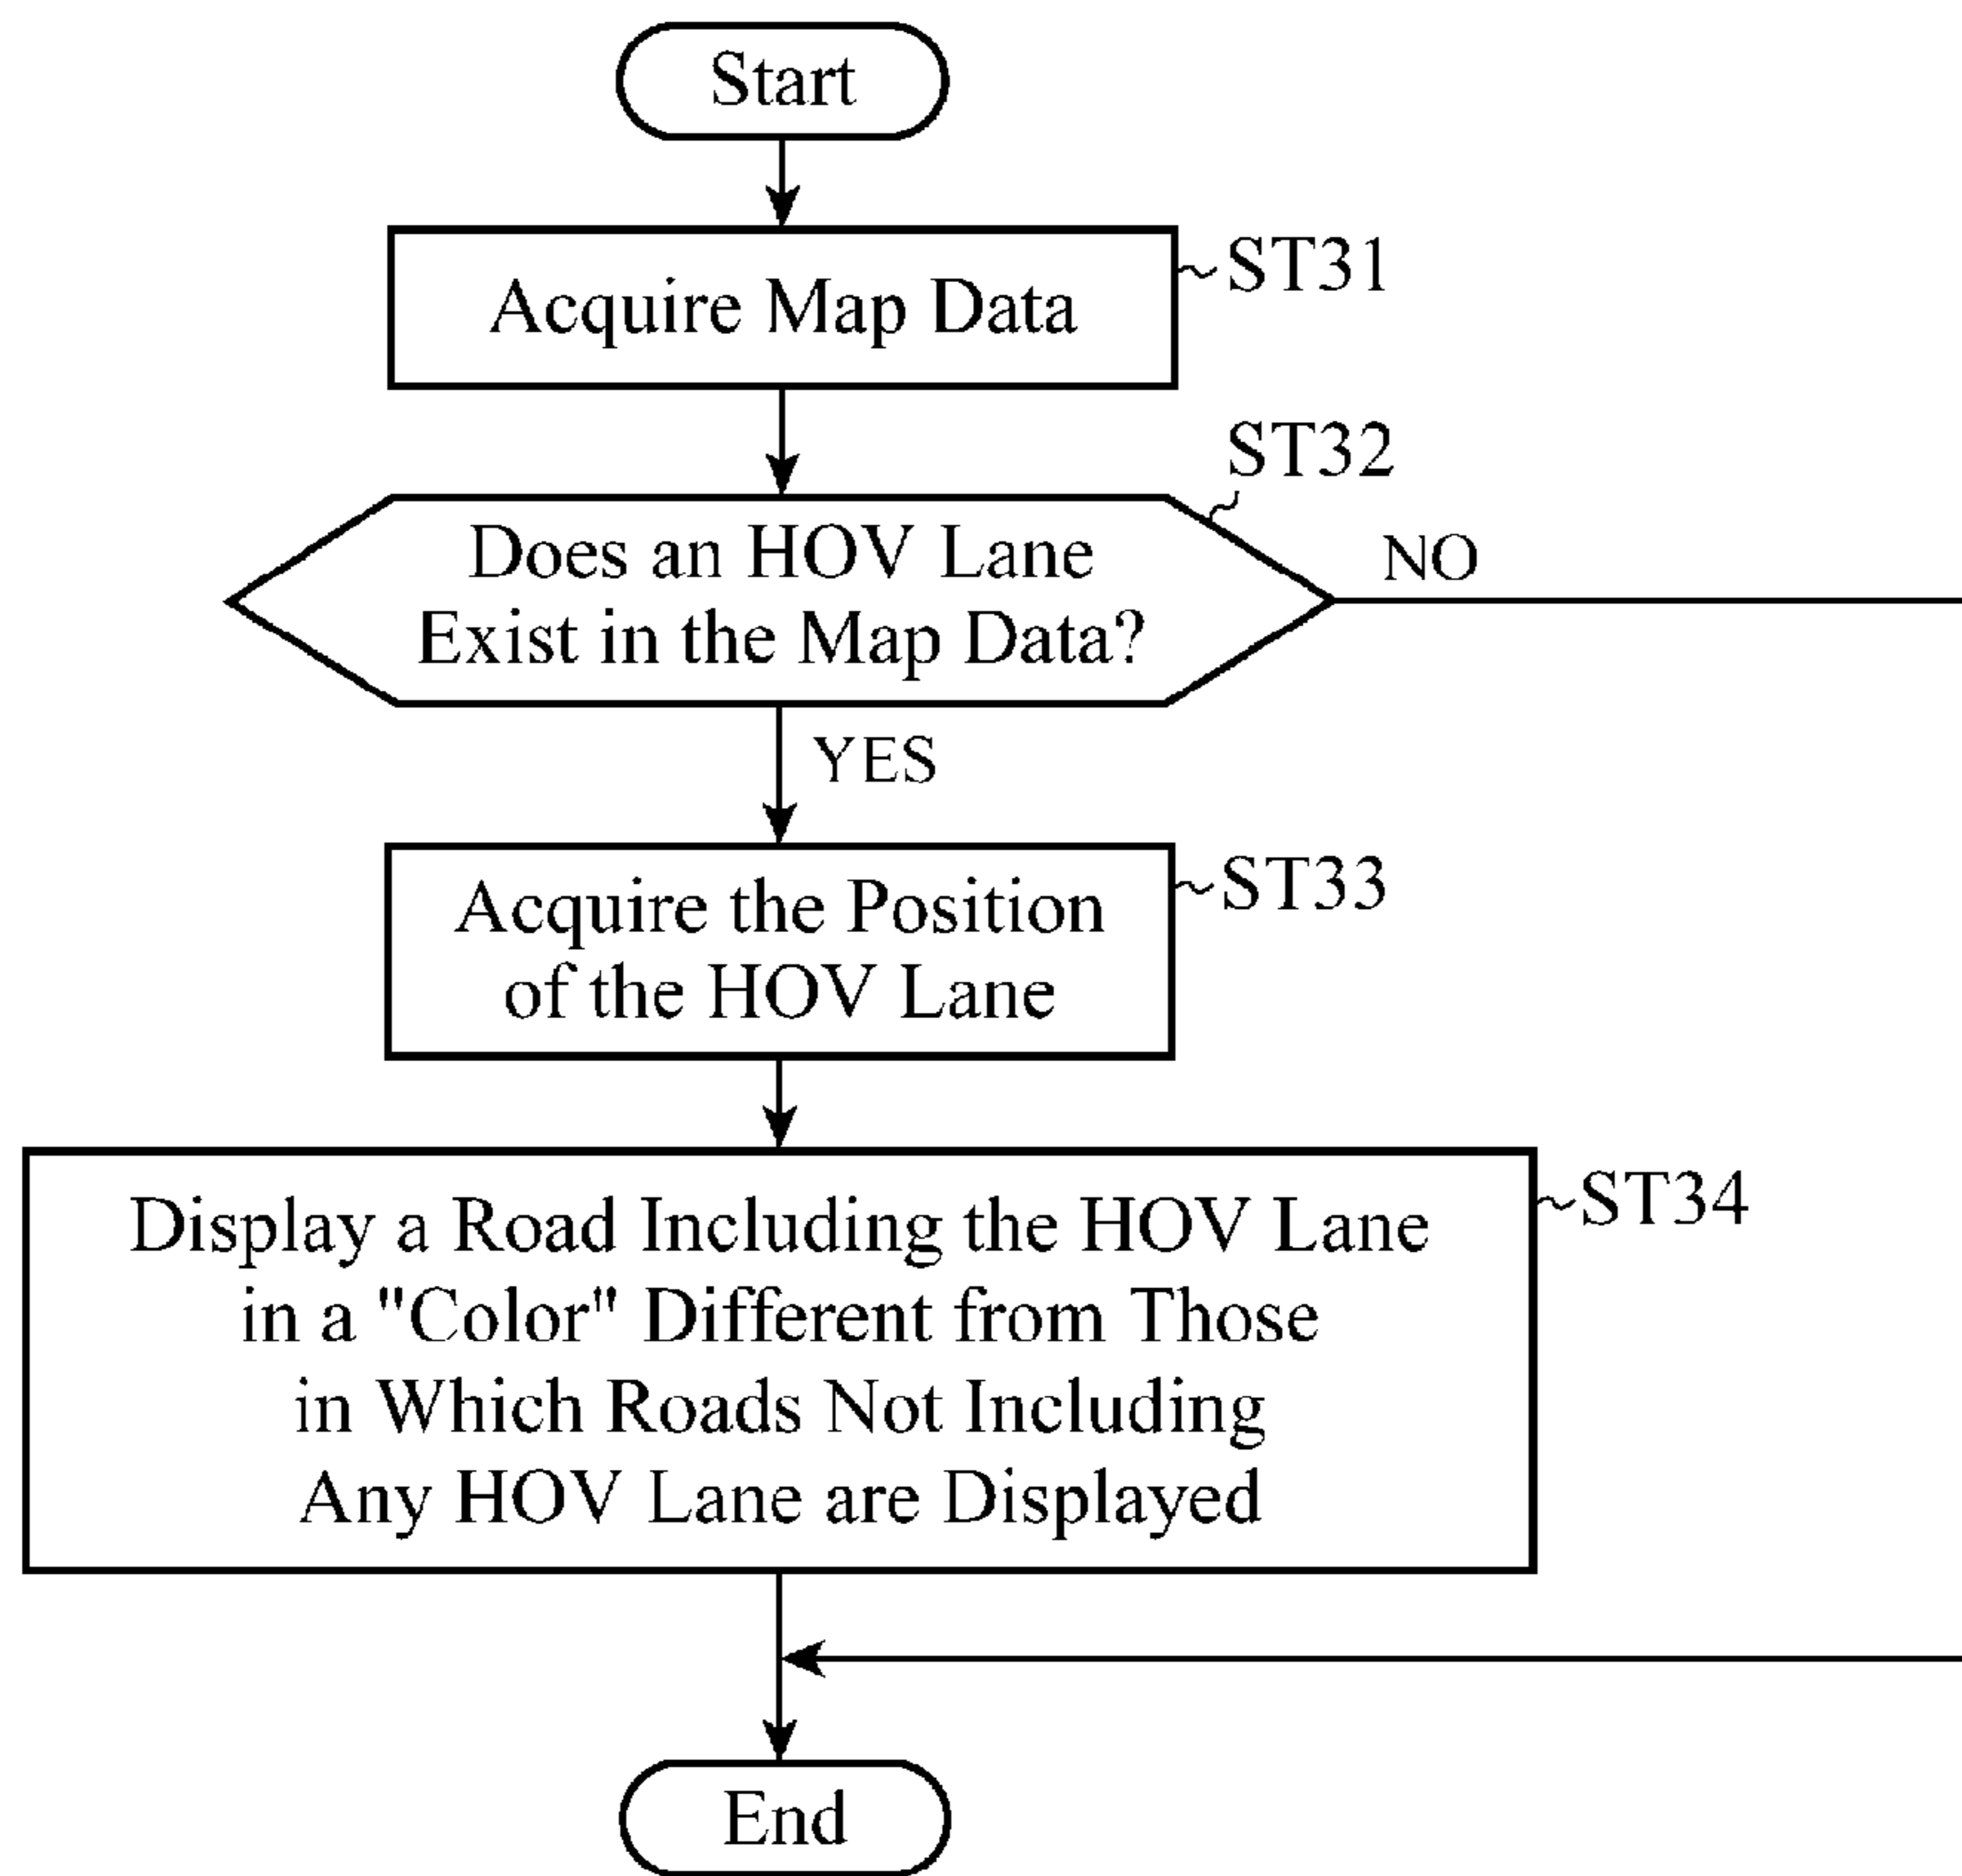 Start
Acquire Map Data
ST31
ST32
Does an HOV Lane
Exist in the Map Data?
NO
YES
Acquire the Position
of the HOV Lane
ST33
Display a Road Including the HOV Lane
in a "Color" Different from Those
in Which Roads Not Including
Any HOV Lane are Displayed
ST34
End